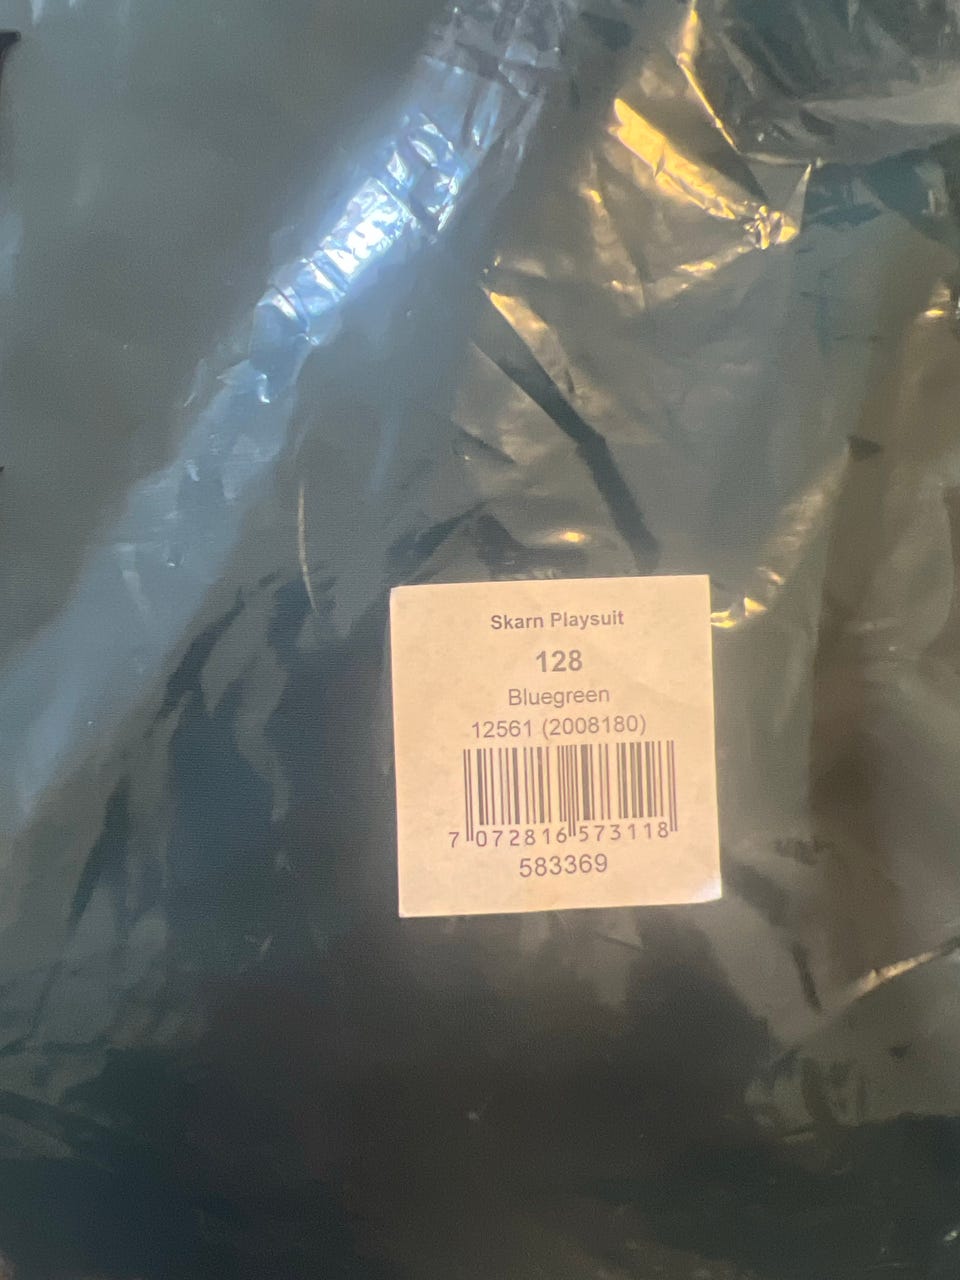 Skarn Playsuit
128
Bluegreen
12561 (2008180)
7 072816 573118
583369